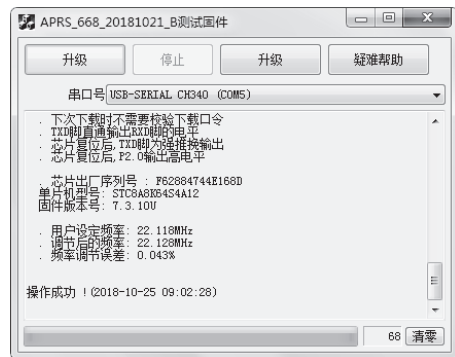 APRS_668_20181021_B测试固件
升级 停止 升级 疑难帮助
串口号 USB-SERIAL CH340 (COM5)
. 下次下载时不需要校验下载口令
. TXD脚直通输出RXD脚的电平
. 芯片复位后,TXD脚为强推挽输出
. 芯片复位后,P2.0输出高电平
. 芯片出厂序列号 : F62884744E168D
单片机型号: STC8A8K64S4A12
固件版本号: 7.3.10U
. 用户设定频率: 22.118MHz
. 调节后的频率: 22.128MHz
. 频率调节误差: 0.043%
操作成功 !(2018-10-25 09:02:28)
68 清零